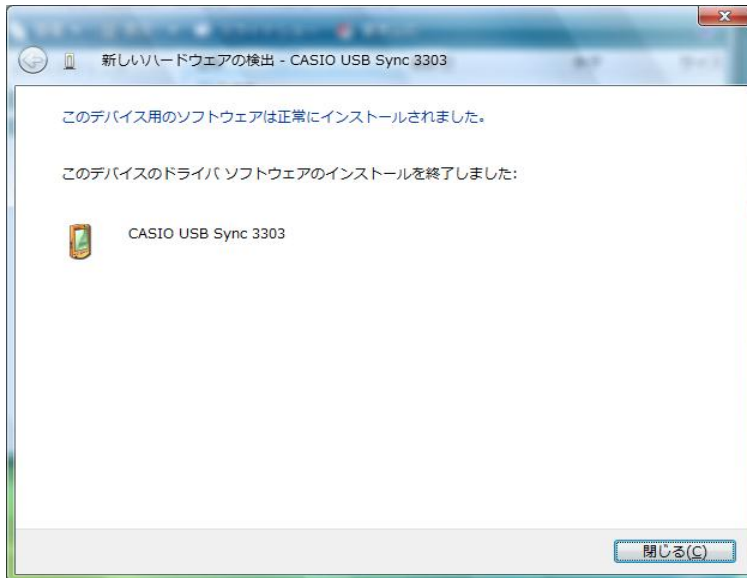 新しいハードウェアの検出 - CASIO USB Sync 3303
このデバイス用のソフトウェアは正常にインストールされました。
このデバイスのドライバ ソフトウェアのインストールを終了しました:
CASIO USB Sync 3303
閉じる(C)